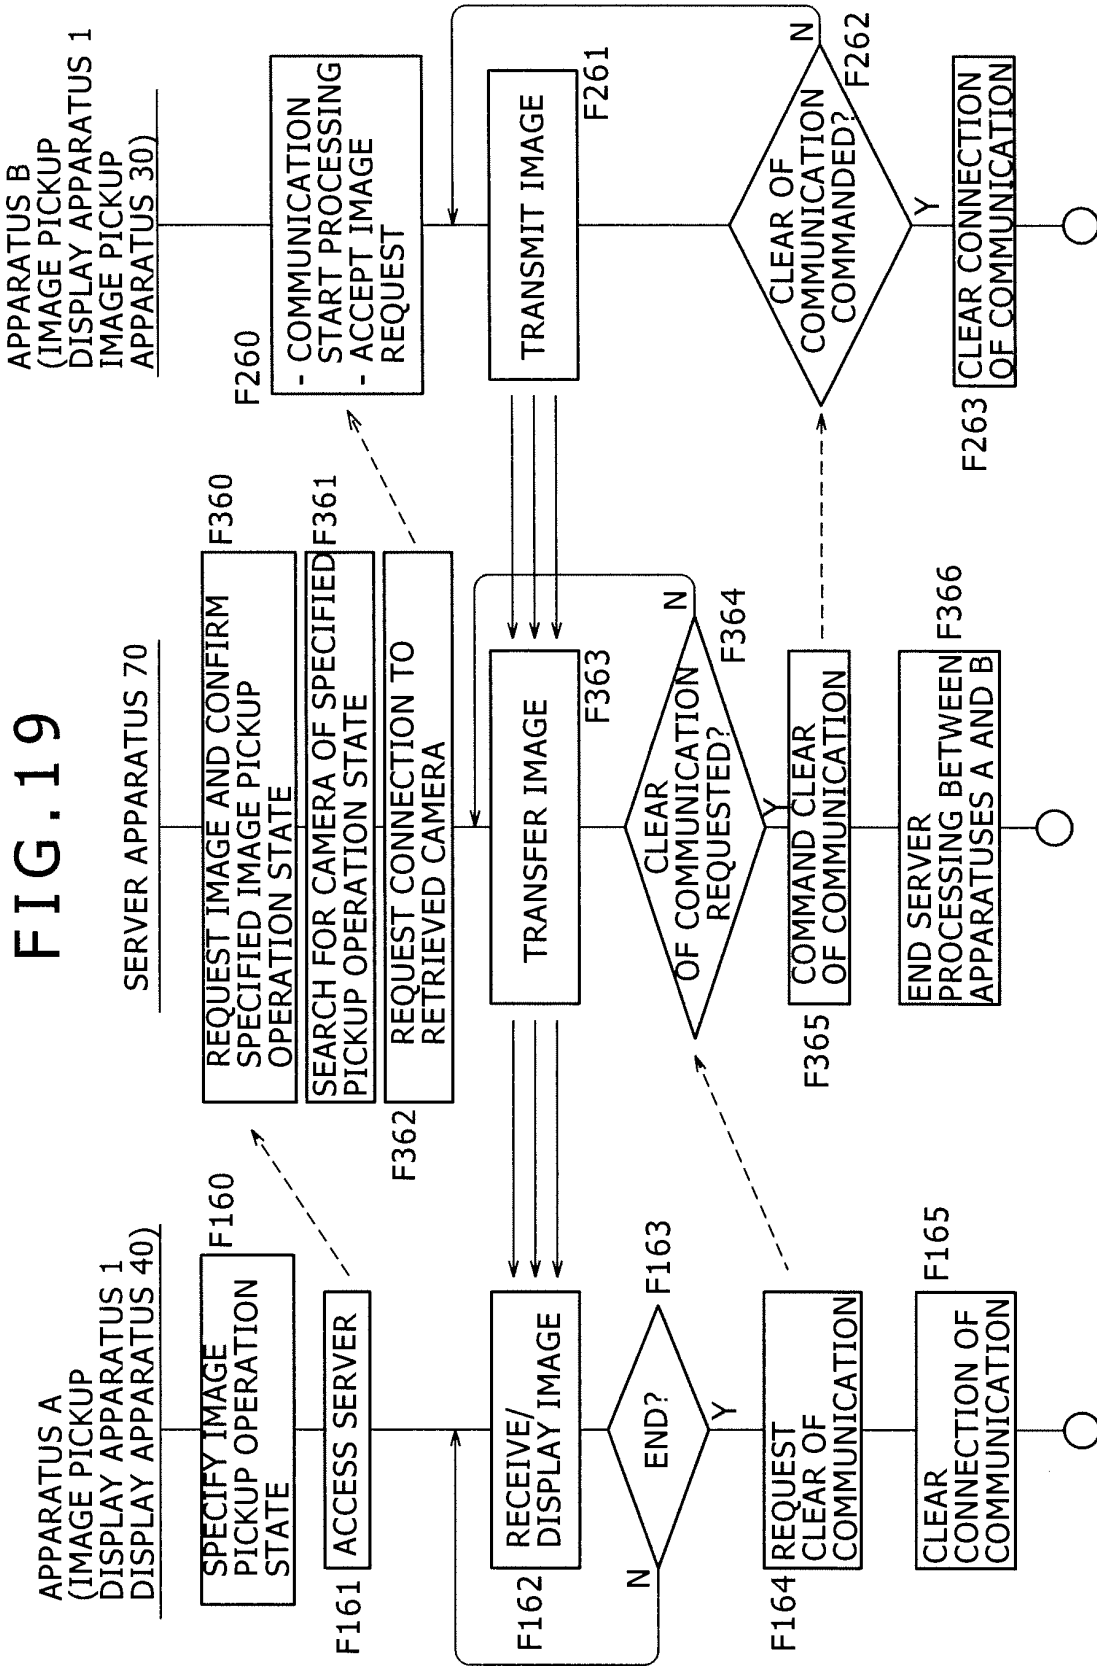 FIG.19
APPARATUS A
(IMAGE PICKUP
DISPLAY APPARATUS 1
DISPLAY APPARATUS 40)
F160
SPECIFY IMAGE
PICKUP OPERATION
STATE
F161
ACCESS SERVER
F162
RECEIVE/
DISPLAY IMAGE
F163
END?
N
Y
F164
REQUEST
CLEAR OF
COMMUNICATION
F165
CLEAR
CONNECTION OF
COMMUNICATION
SERVER APPARATUS 70
F360
REQUEST IMAGE AND CONFIRM
SPECIFIED IMAGE PICKUP
OPERATION STATE
F361
SEARCH FOR CAMERA OF SPECIFIED
PICKUP OPERATION STATE
F362
REQUEST CONNECTION TO
RETRIEVED CAMERA
TRANSFER IMAGE
F363
CLEAR
OF COMMUNICATION
REQUESTED?
N
F364
Y
F365
COMMAND CLEAR
OF COMMUNICATION
F366
END SERVER
PROCESSING BETWEEN
APPARATUSES A AND B
APPARATUS B
(IMAGE PICKUP
DISPLAY APPARATUS 1
IMAGE PICKUP
APPARATUS 30)
F260
- COMMUNICATION
START PROCESSING
- ACCEPT IMAGE
REQUEST
TRANSMIT IMAGE
F261
CLEAR OF
COMMUNICATION
COMMANDED?
N
F262
Y
F263
CLEAR CONNECTION
OF COMMUNICATION